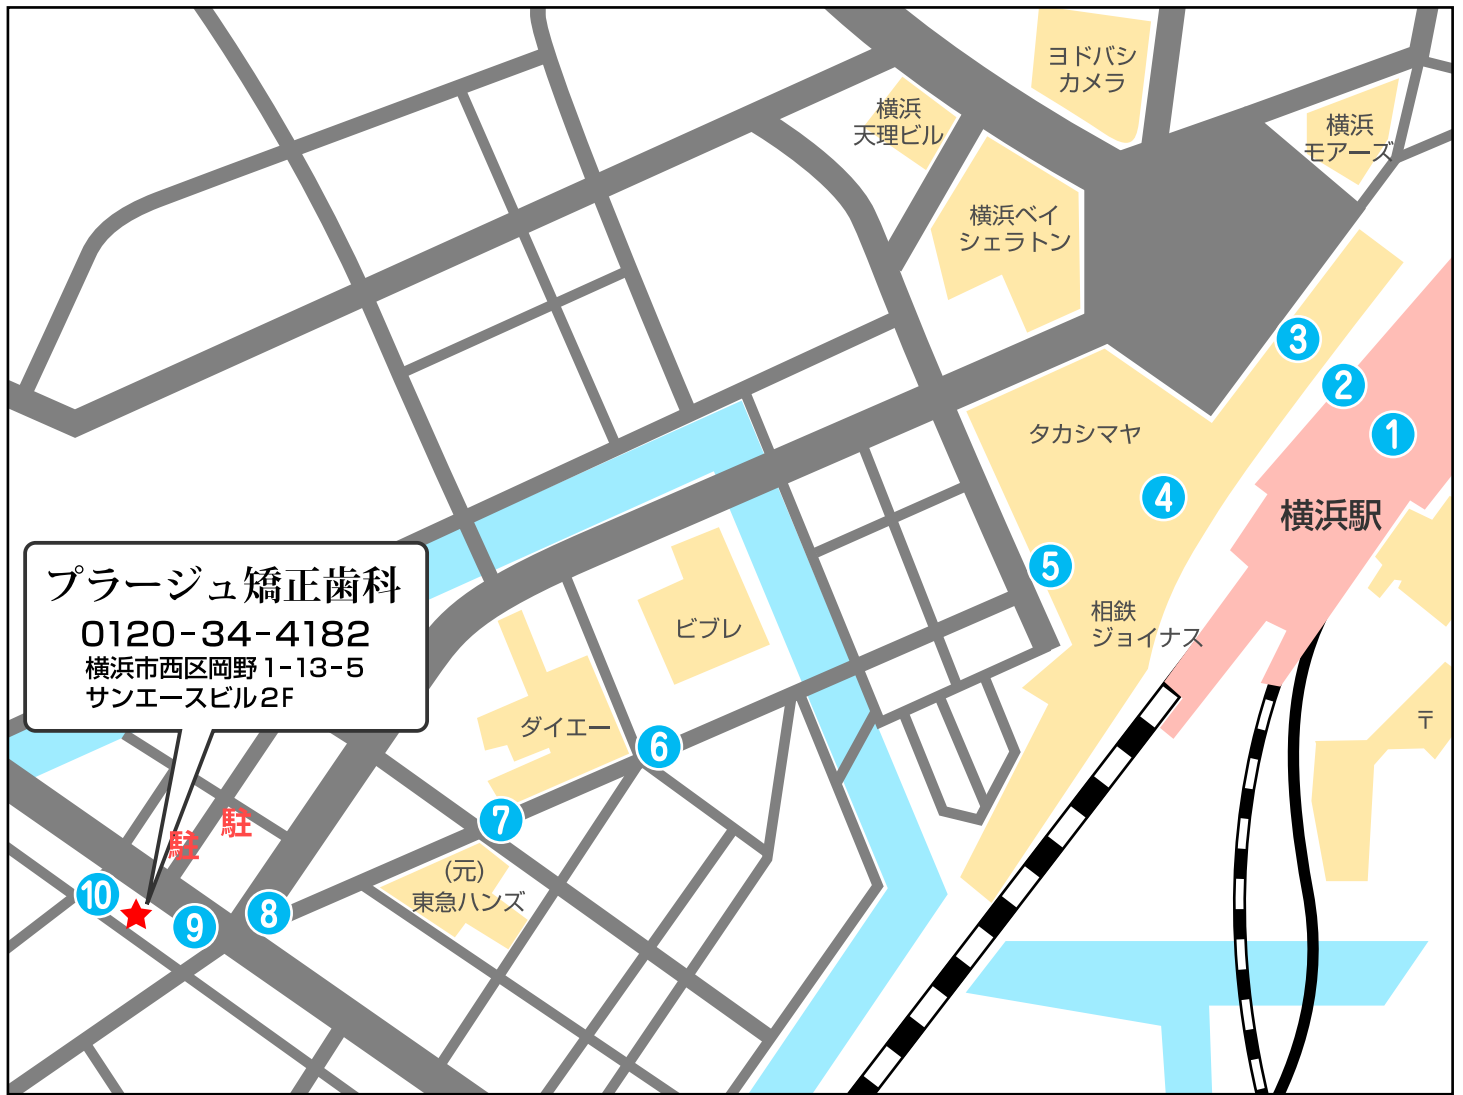 ヨドバシ
カメラ
横浜
天理ビル
横浜
モアーズ
横浜ベイ
シェラトン
3
2
1
タカシマヤ
4
横浜駅
5
相鉄
ジョイナス
プラージュ矯正歯科
0120-34-4182
横浜市西区岡野1-13-5
サンエースビル2F
ビブレ
ダイエー
6
〒
7
駐
駐
(元)
東急ハンズ
10
9
8